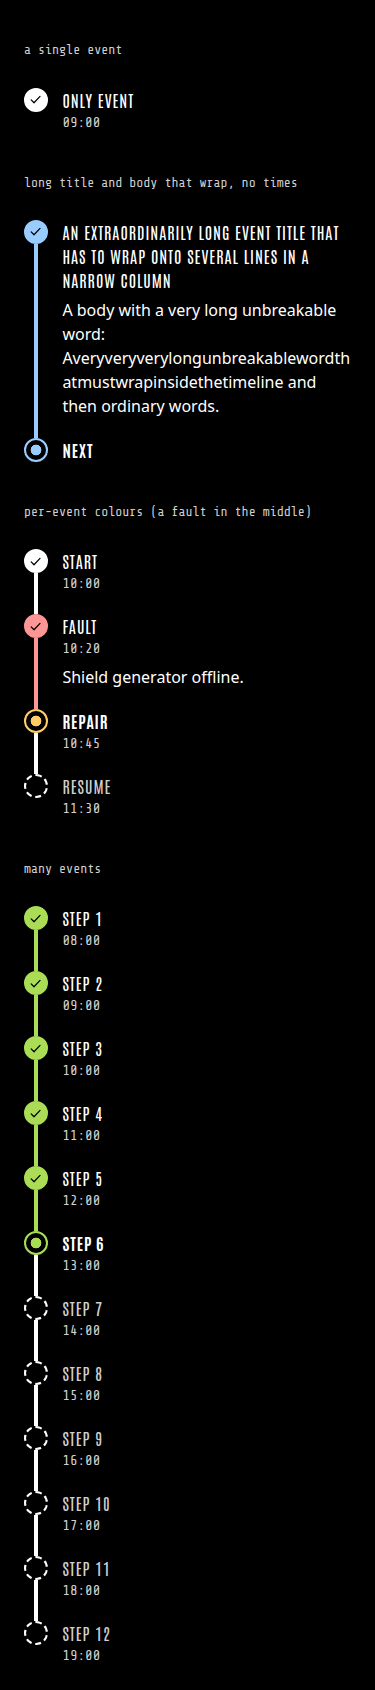 a single event
ONLY EVENT
09:00
long title and body that wrap, no times
AN EXTRAORDINARILY LONG EVENT TITLE THAT
HAS TO WRAP ONTO SEVERAL LINES IN A
NARROW COLUMN
A body with a very long unbreakable
word:
Averyveryverylongunbreakablewordth
atmustwrapinsidethetimeline and
then ordinary words.
NEXT
per-event colours (a fault in the middle)
START
10:00
FAULT
10:20
Shield generator offline.
REPAIR
10:45
RESUME
11:30
many events
STEP 1
08:00
STEP 2
09:00
STEP 3
10:00
STEP 4
11:00
STEP 5
12:00
STEP 6
13:00
STEP 7
14:00
STEP 8
15:00
STEP 9
16:00
STEP 10
17:00
STEP 11
18:00
STEP 12
19:00